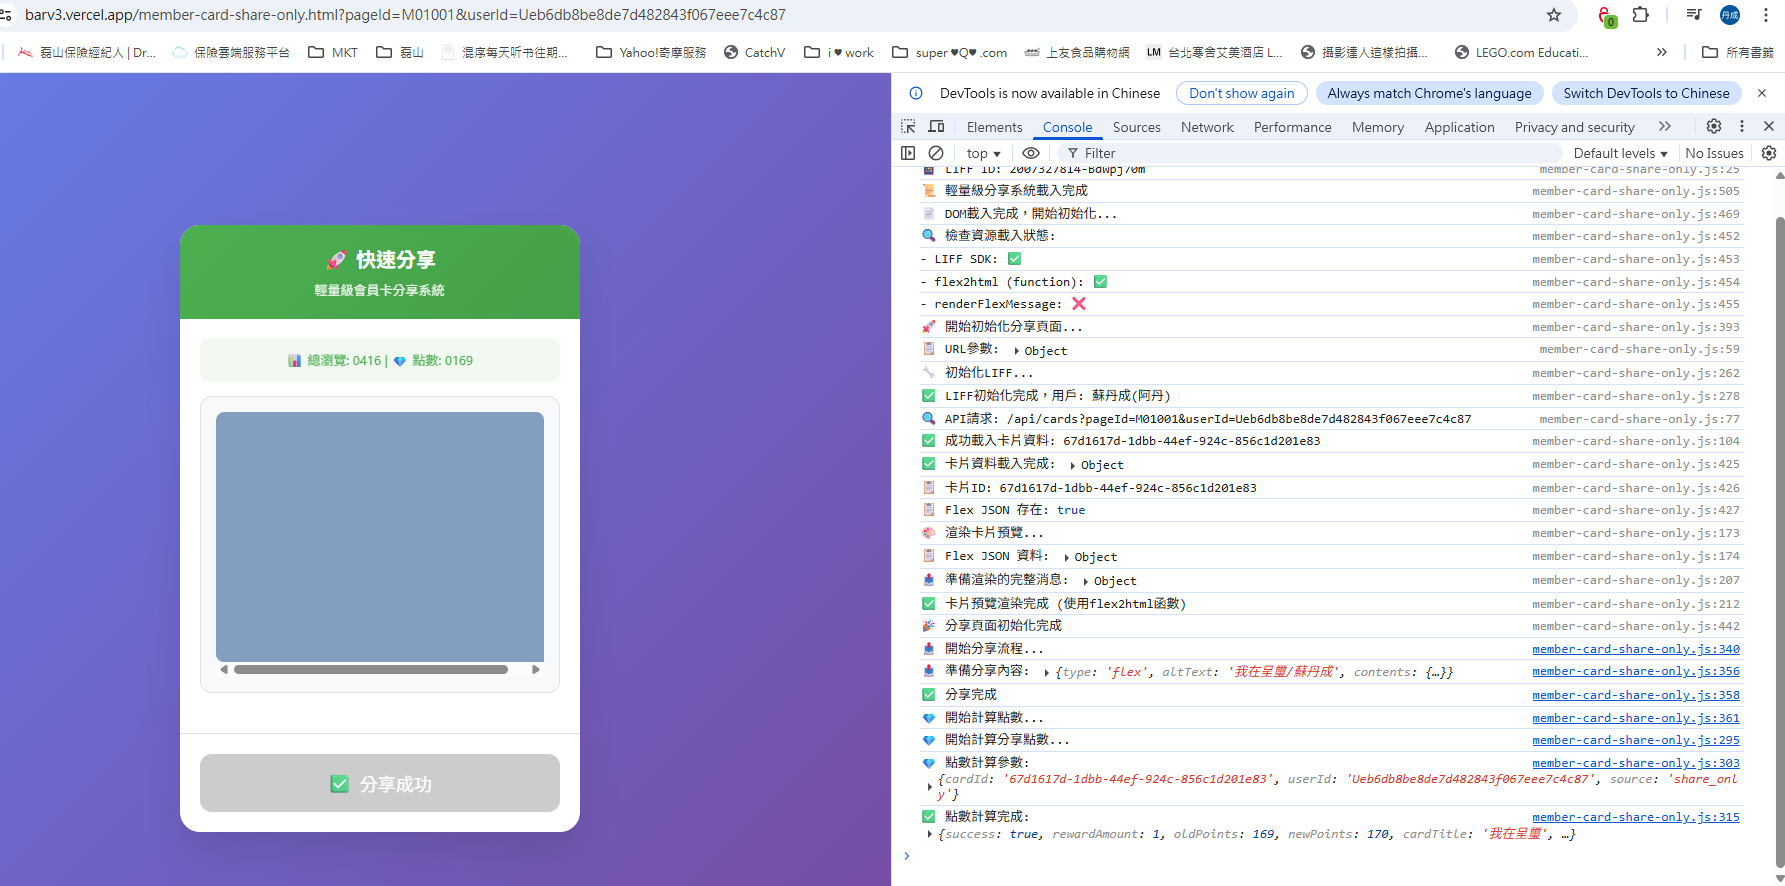 barv3.vercel.app/member-card-share-only.html?pageId=M01001&userId=Ueb6db8be8de7d482843f067eee7c4c87
0
丹成
磊山保險經紀人 | Dr...
保險雲端服務平台
MKT
磊山
混序每天听书往期...
Yahoo!奇摩服務
CatchV
i ♥ work
super ♥Q♥ .com
上友食品購物網
LM 台北寒舍艾美酒店 L...
攝影達人這樣拍攝...
LEGO.com Educati...
所有書籤
🚀 快速分享
輕量級會員卡分享系統
📊 總瀏覽: 0416 | 💎 點數: 0169
✅ 分享成功
DevTools is now available in Chinese
Don't show again
Always match Chrome's language
Switch DevTools to Chinese
Elements Console Sources Network Performance Memory Application Privacy and security
top Filter Default levels No Issues
LIFF ID: 2007327814-BdWpj70m member-card-share-only.js:25
📜 輕量級分享系統載入完成 member-card-share-only.js:505
📄 DOM載入完成，開始初始化... member-card-share-only.js:469
🔍 檢查資源載入狀態: member-card-share-only.js:452
- LIFF SDK: ✅ member-card-share-only.js:453
- flex2html (function): ✅ member-card-share-only.js:454
- renderFlexMessage: ❌ member-card-share-only.js:455
🚀 開始初始化分享頁面... member-card-share-only.js:393
📋 URL參數: ▶ Object member-card-share-only.js:59
🔧 初始化LIFF... member-card-share-only.js:262
✅ LIFF初始化完成，用戶: 蘇丹成(阿丹) member-card-share-only.js:278
🔍 API請求: /api/cards?pageId=M01001&userId=Ueb6db8be8de7d482843f067eee7c4c87 member-card-share-only.js:77
✅ 成功載入卡片資料: 67d1617d-1dbb-44ef-924c-856c1d201e83 member-card-share-only.js:104
✅ 卡片資料載入完成: ▶ Object member-card-share-only.js:425
📋 卡片ID: 67d1617d-1dbb-44ef-924c-856c1d201e83 member-card-share-only.js:426
📋 Flex JSON 存在: true member-card-share-only.js:427
🎨 渲染卡片預覽... member-card-share-only.js:173
📋 Flex JSON 資料: ▶ Object member-card-share-only.js:174
📤 準備渲染的完整消息: ▶ Object member-card-share-only.js:207
✅ 卡片預覽渲染完成 (使用flex2html函數) member-card-share-only.js:212
🎉 分享頁面初始化完成 member-card-share-only.js:442
📤 開始分享流程... member-card-share-only.js:340
📤 準備分享內容: ▶ {type: 'flex', altText: '我在呈璽/蘇丹成', contents: {…}} member-card-share-only.js:356
✅ 分享完成 member-card-share-only.js:358
💎 開始計算點數... member-card-share-only.js:361
💎 開始計算分享點數... member-card-share-only.js:295
💎 點數計算參數: member-card-share-only.js:303
{cardId: '67d1617d-1dbb-44ef-924c-856c1d201e83', userId: 'Ueb6db8be8de7d482843f067eee7c4c87', source: 'share_onl
y'}
✅ 點數計算完成: member-card-share-only.js:315
▶ {success: true, rewardAmount: 1, oldPoints: 169, newPoints: 170, cardTitle: '我在呈璽', …}